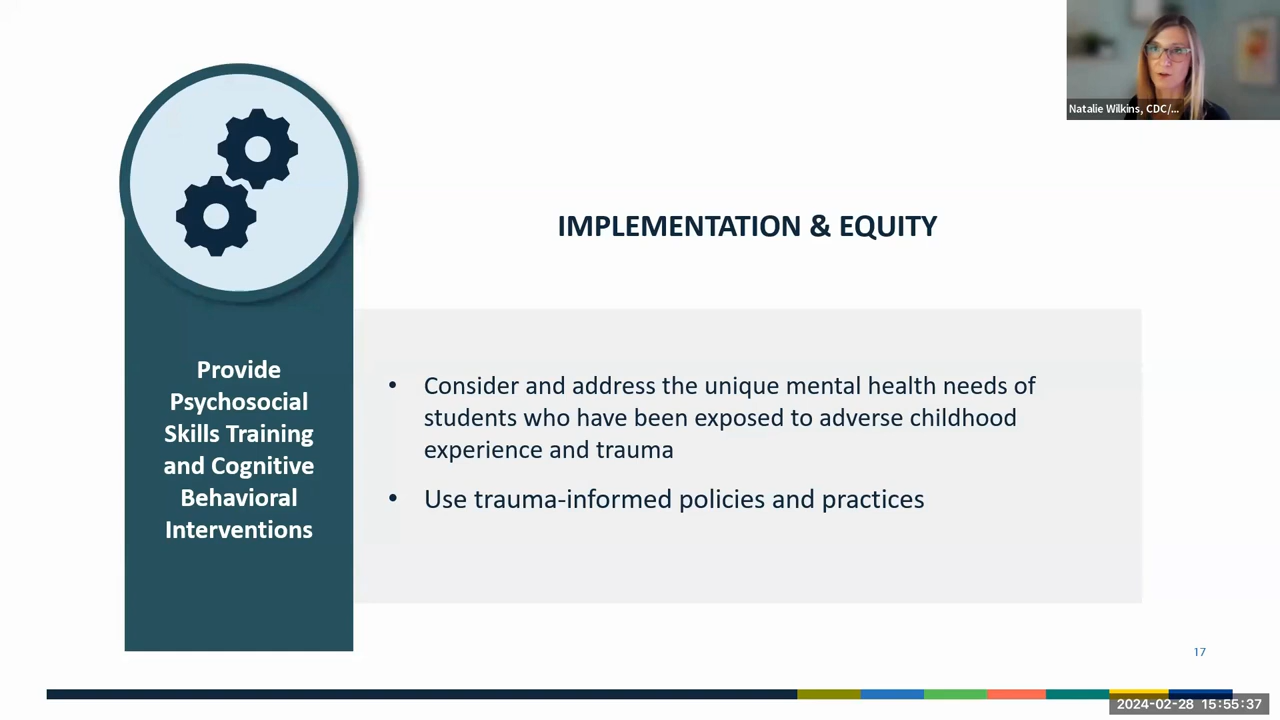 Natalie Wilkins, CDC/...
IMPLEMENTATION & EQUITY
Provide
Psychosocial
Skills Training
and Cognitive
Behavioral
Interventions
• Consider and address the unique mental health needs of
students who have been exposed to adverse childhood
experience and trauma
• Use trauma-informed policies and practices
17
2024-02-28 15:55:37